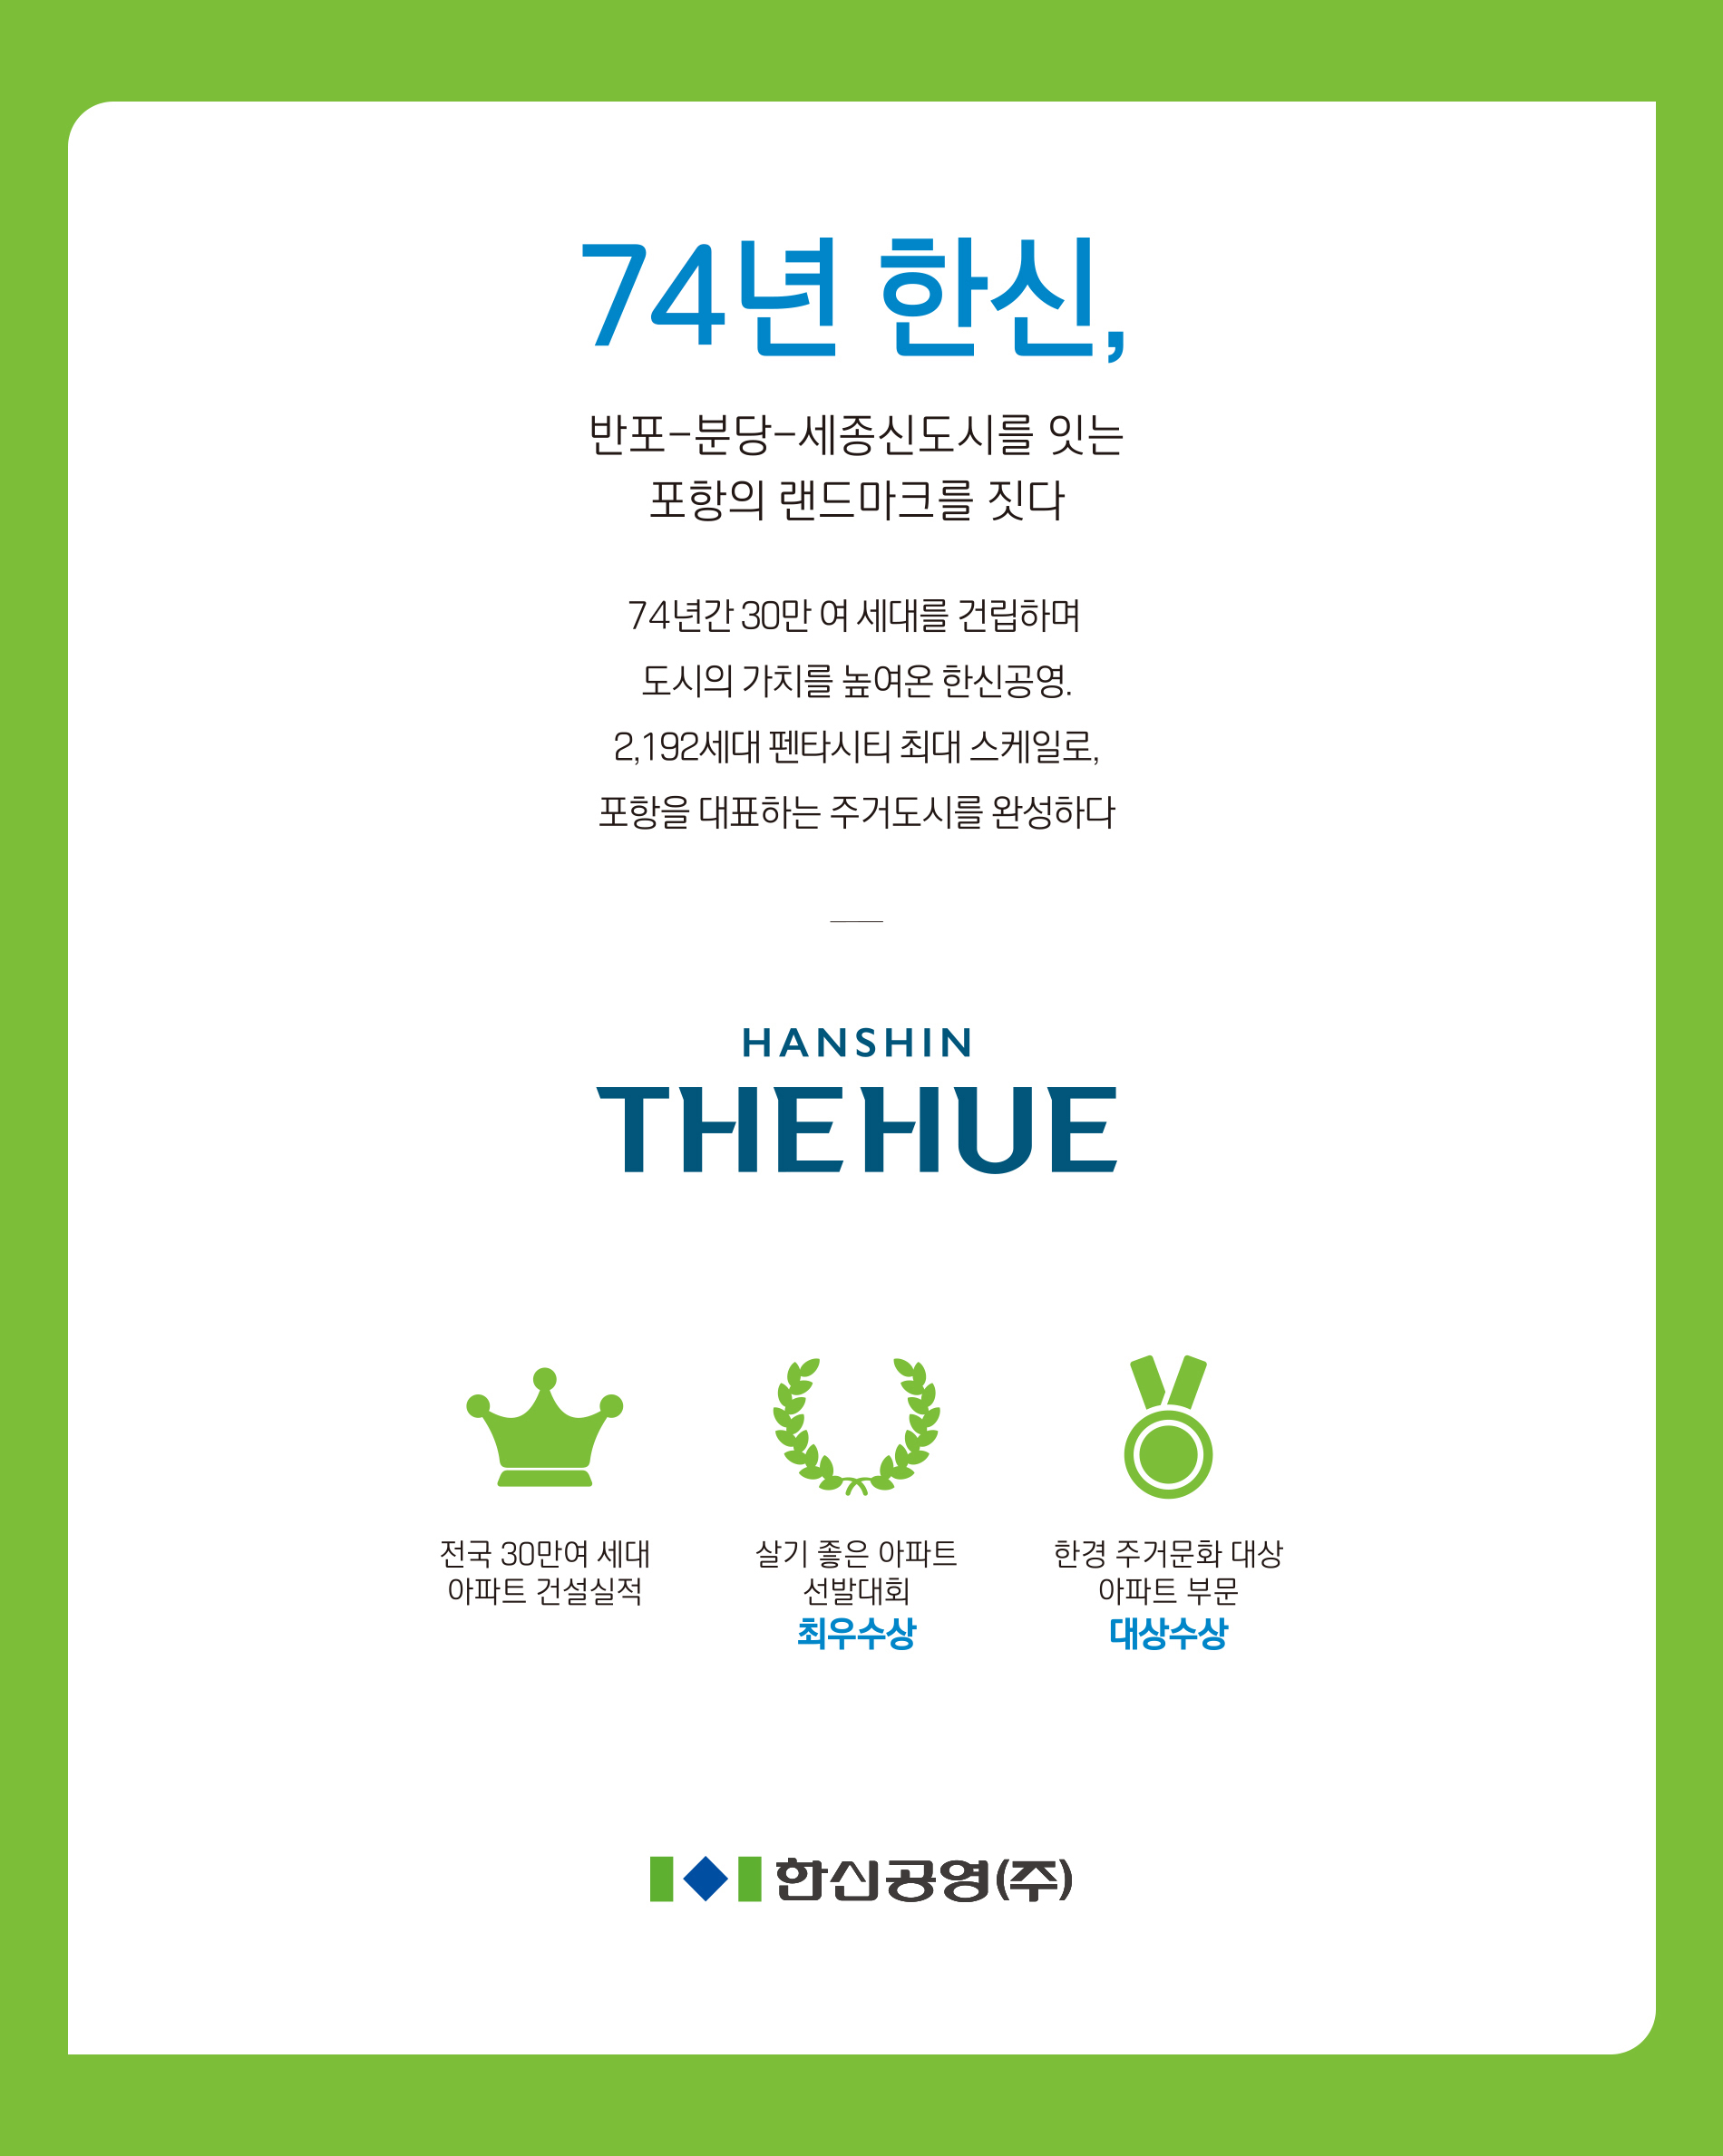 74년 한신,
반포-분당-세종신도시를 잇는
포항의 랜드마크를 짓다
74년간 30만 여 세대를 건립하며
도시의 가치를 높여온 한신공영.
2,192세대 펜타시티 최대 스케일로,
포항을 대표하는 주거도시를 완성하다
HANSHIN
THEHUE
전국 30만여 세대
아파트 건설실적
살기 좋은 아파트
선발대회
최우수상
한경 주거문화 대상
아파트 부문
대상수상
한신공영(주)